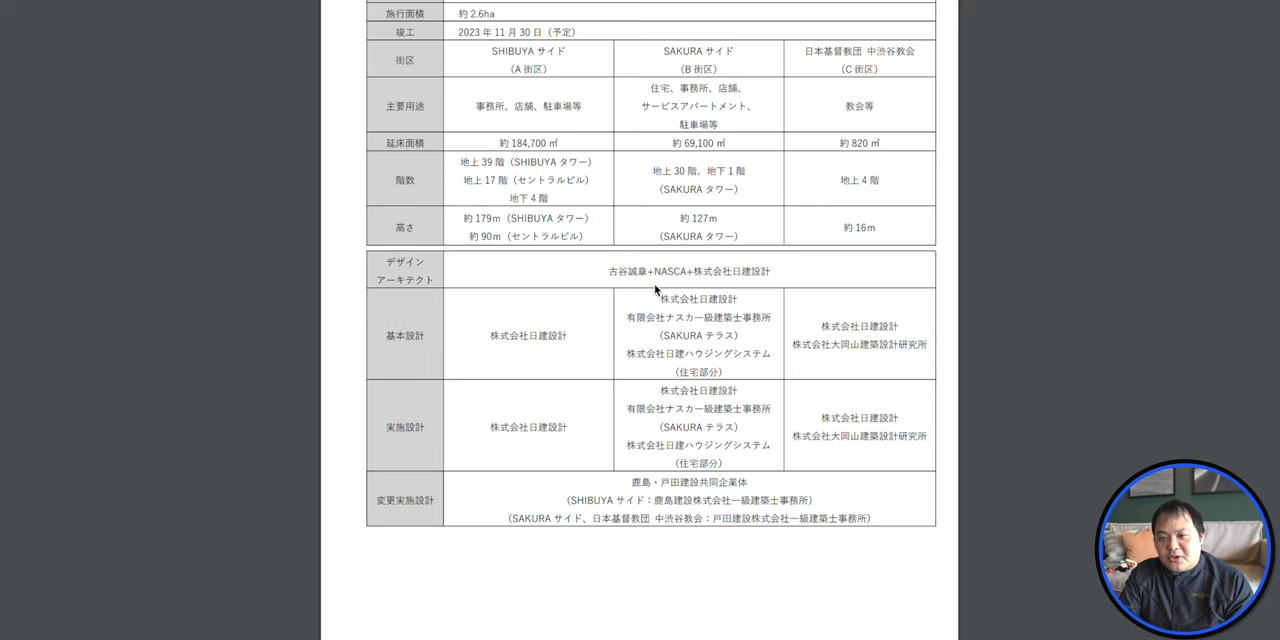 施行面積
約 2.6ha
竣工
2023 年 11 月 30 日（予定）
街区
SHIBUYA サイド
（A 街区）
SAKURA サイド
（B 街区）
日本基督教団 中渋谷教会
（C 街区）
主要用途
事務所、店舗、駐車場等
住宅、事務所、店舗、
サービスアパートメント、
駐車場等
教会等
延床面積
約 184,700 ㎡
約 69,100 ㎡
約 820 ㎡
階数
地上 39 階（SHIBUYA タワー）
地上 17 階（セントラルビル）
地下 4 階
地上 30 階、地下 1 階
（SAKURA タワー）
地上 4 階
高さ
約 179m（SHIBUYA タワー）
約 90m（セントラルビル）
約 127m
（SAKURA タワー）
約 16m
デザイン
アーキテクト
古谷誠章+NASCA+株式会社日建設計
基本設計
株式会社日建設計
株式会社日建設計
有限会社ナスカ一級建築士事務所
（SAKURA テラス）
株式会社日建ハウジングシステム
（住宅部分）
株式会社日建設計
株式会社大岡山建築設計研究所
実施設計
株式会社日建設計
株式会社日建設計
有限会社ナスカ一級建築士事務所
（SAKURA テラス）
株式会社日建ハウジングシステム
（住宅部分）
株式会社日建設計
株式会社大岡山建築設計研究所
変更実施設計
鹿島・戸田建設共同企業体
（SHIBUYA サイド：鹿島建設株式会社一級建築士事務所）
（SAKURA サイド、日本基督教団 中渋谷教会：戸田建設株式会社一級建築士事務所）